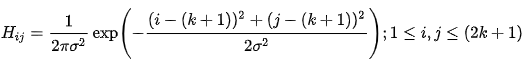 H_{ij} = \frac{1}{2\pi\sigma^2} \exp\left(-\frac{(i-(k+1))^2+(j-(k+1))^2}{2\sigma^2}\right); 1 \leq i, j \leq (2k+1)